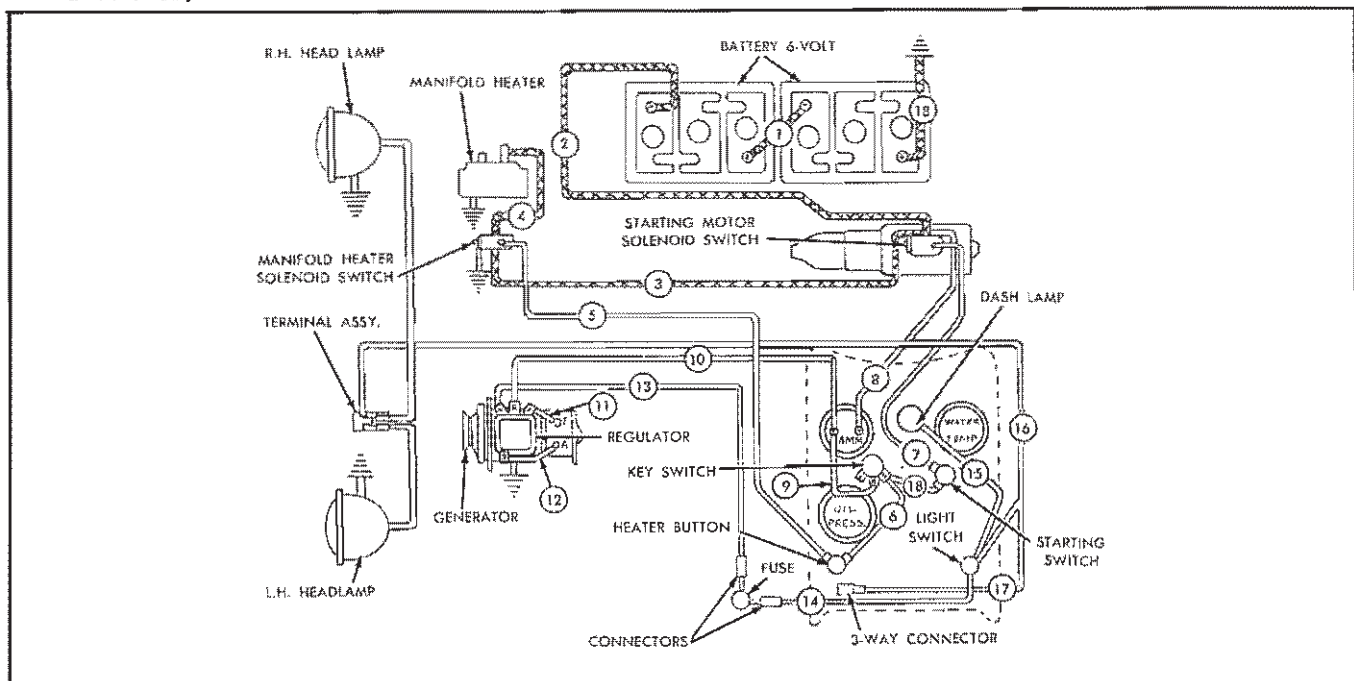 R.H. HEAD LAMP
BATTERY 6-VOLT
MANIFOLD HEATER
18
1
2
4
STARTING MOTOR
SOLENOID SWITCH
MANIFOLD HEATER
SOLENOID SWITCH
3
DASH LAMP
TERMINAL ASSY.
5
10
8
13
11
AMM.
WATER
TEMP.
16
REGULATOR
KEY SWITCH
7
15
9
18
12
GENERATOR
OIL
PRESS.
6
HEATER BUTTON
LIGHT
SWITCH
STARTING
SWITCH
FUSE
L.H. HEADLAMP
14
17
CONNECTORS
3-WAY CONNECTOR